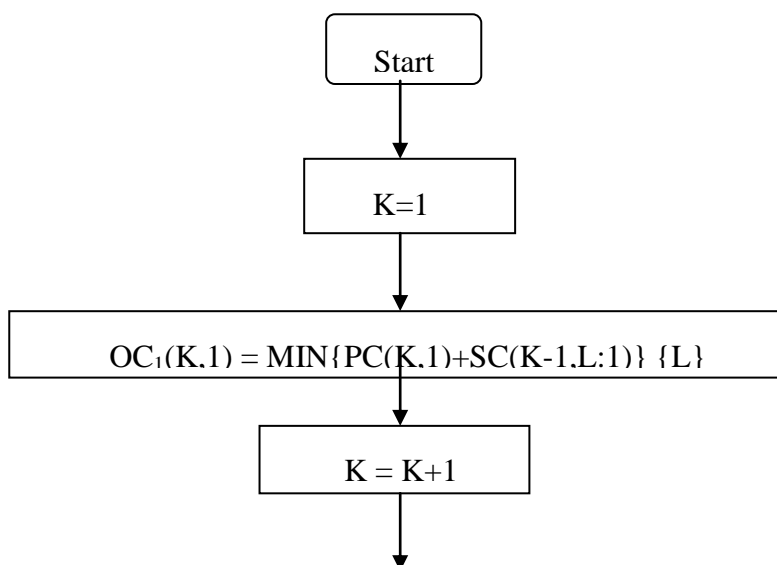 Start
K=1
OC₁(K,1) = MIN{PC(K,1)+SC(K-1,L:1)} {L}
K = K+1